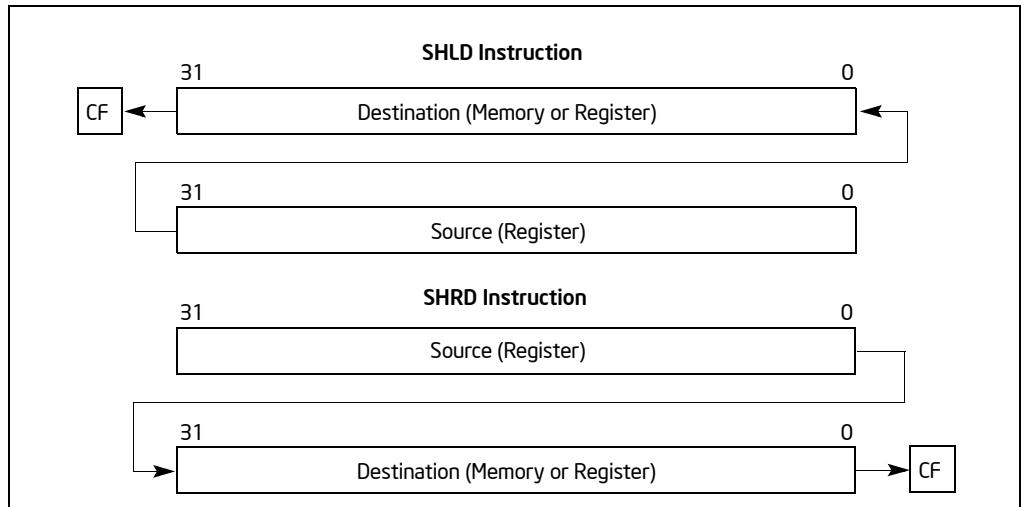 SHLD Instruction
31 0
CF Destination (Memory or Register)
31 0
Source (Register)
SHRD Instruction
31 0
Source (Register)
31 0
Destination (Memory or Register) CF